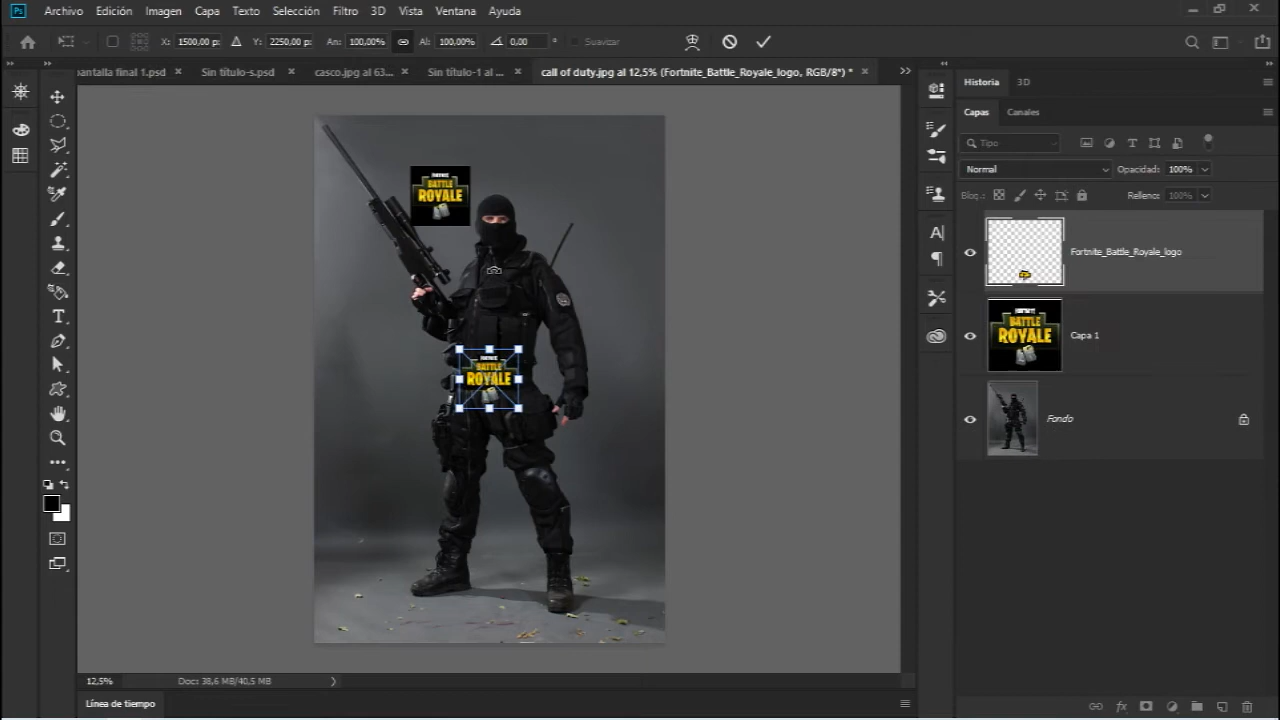 Ps Archivo Edición Imagen Capa Texto Selección Filtro 3D Vista Ventana Ayuda
X: 1500,00 p: Y: 2250,00 p: An: 100,00% Al: 100,00% 0,00 ° Suavizar
pantalla final 1.psd Sin título-s.psd casco.jpg al 63... Sin título-1 al ... call of duty.jpg al 12,5% (Fortnite_Battle_Royale_logo, RGB/8*) *
Historia 3D
Capas Canales
Tipo
Normal Opacidad: 100%
Bloq.: Relleno: 100%
Fortnite_Battle_Royale_logo
Capa 1
Fondo
FORTNITE
BATTLE
ROYALE
FORTNITE
BATTLE
ROYALE
BATTLE
ROYALE
12,5% Doc: 38,6 MB/40,5 MB
Línea de tiempo